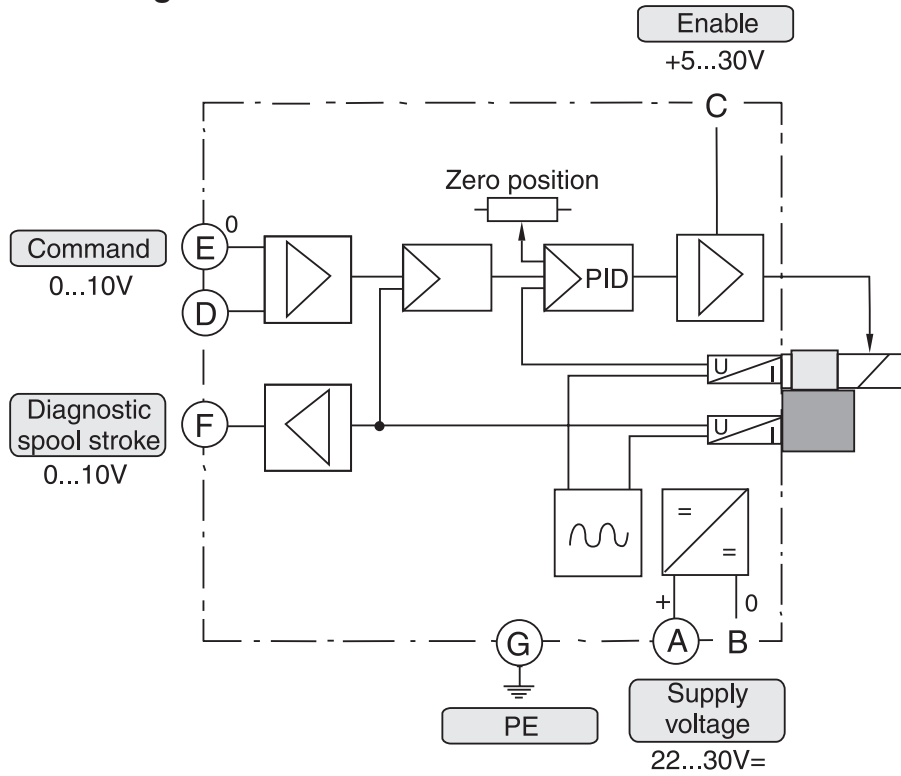 Enable
+5...30V
C
Zero position
E
0
Command
0...10V
PID
D
U
I
Diagnostic
spool stroke
0...10V
F
U
I
=
=
+
0
G
A
B
PE
Supply
voltage
22...30V=